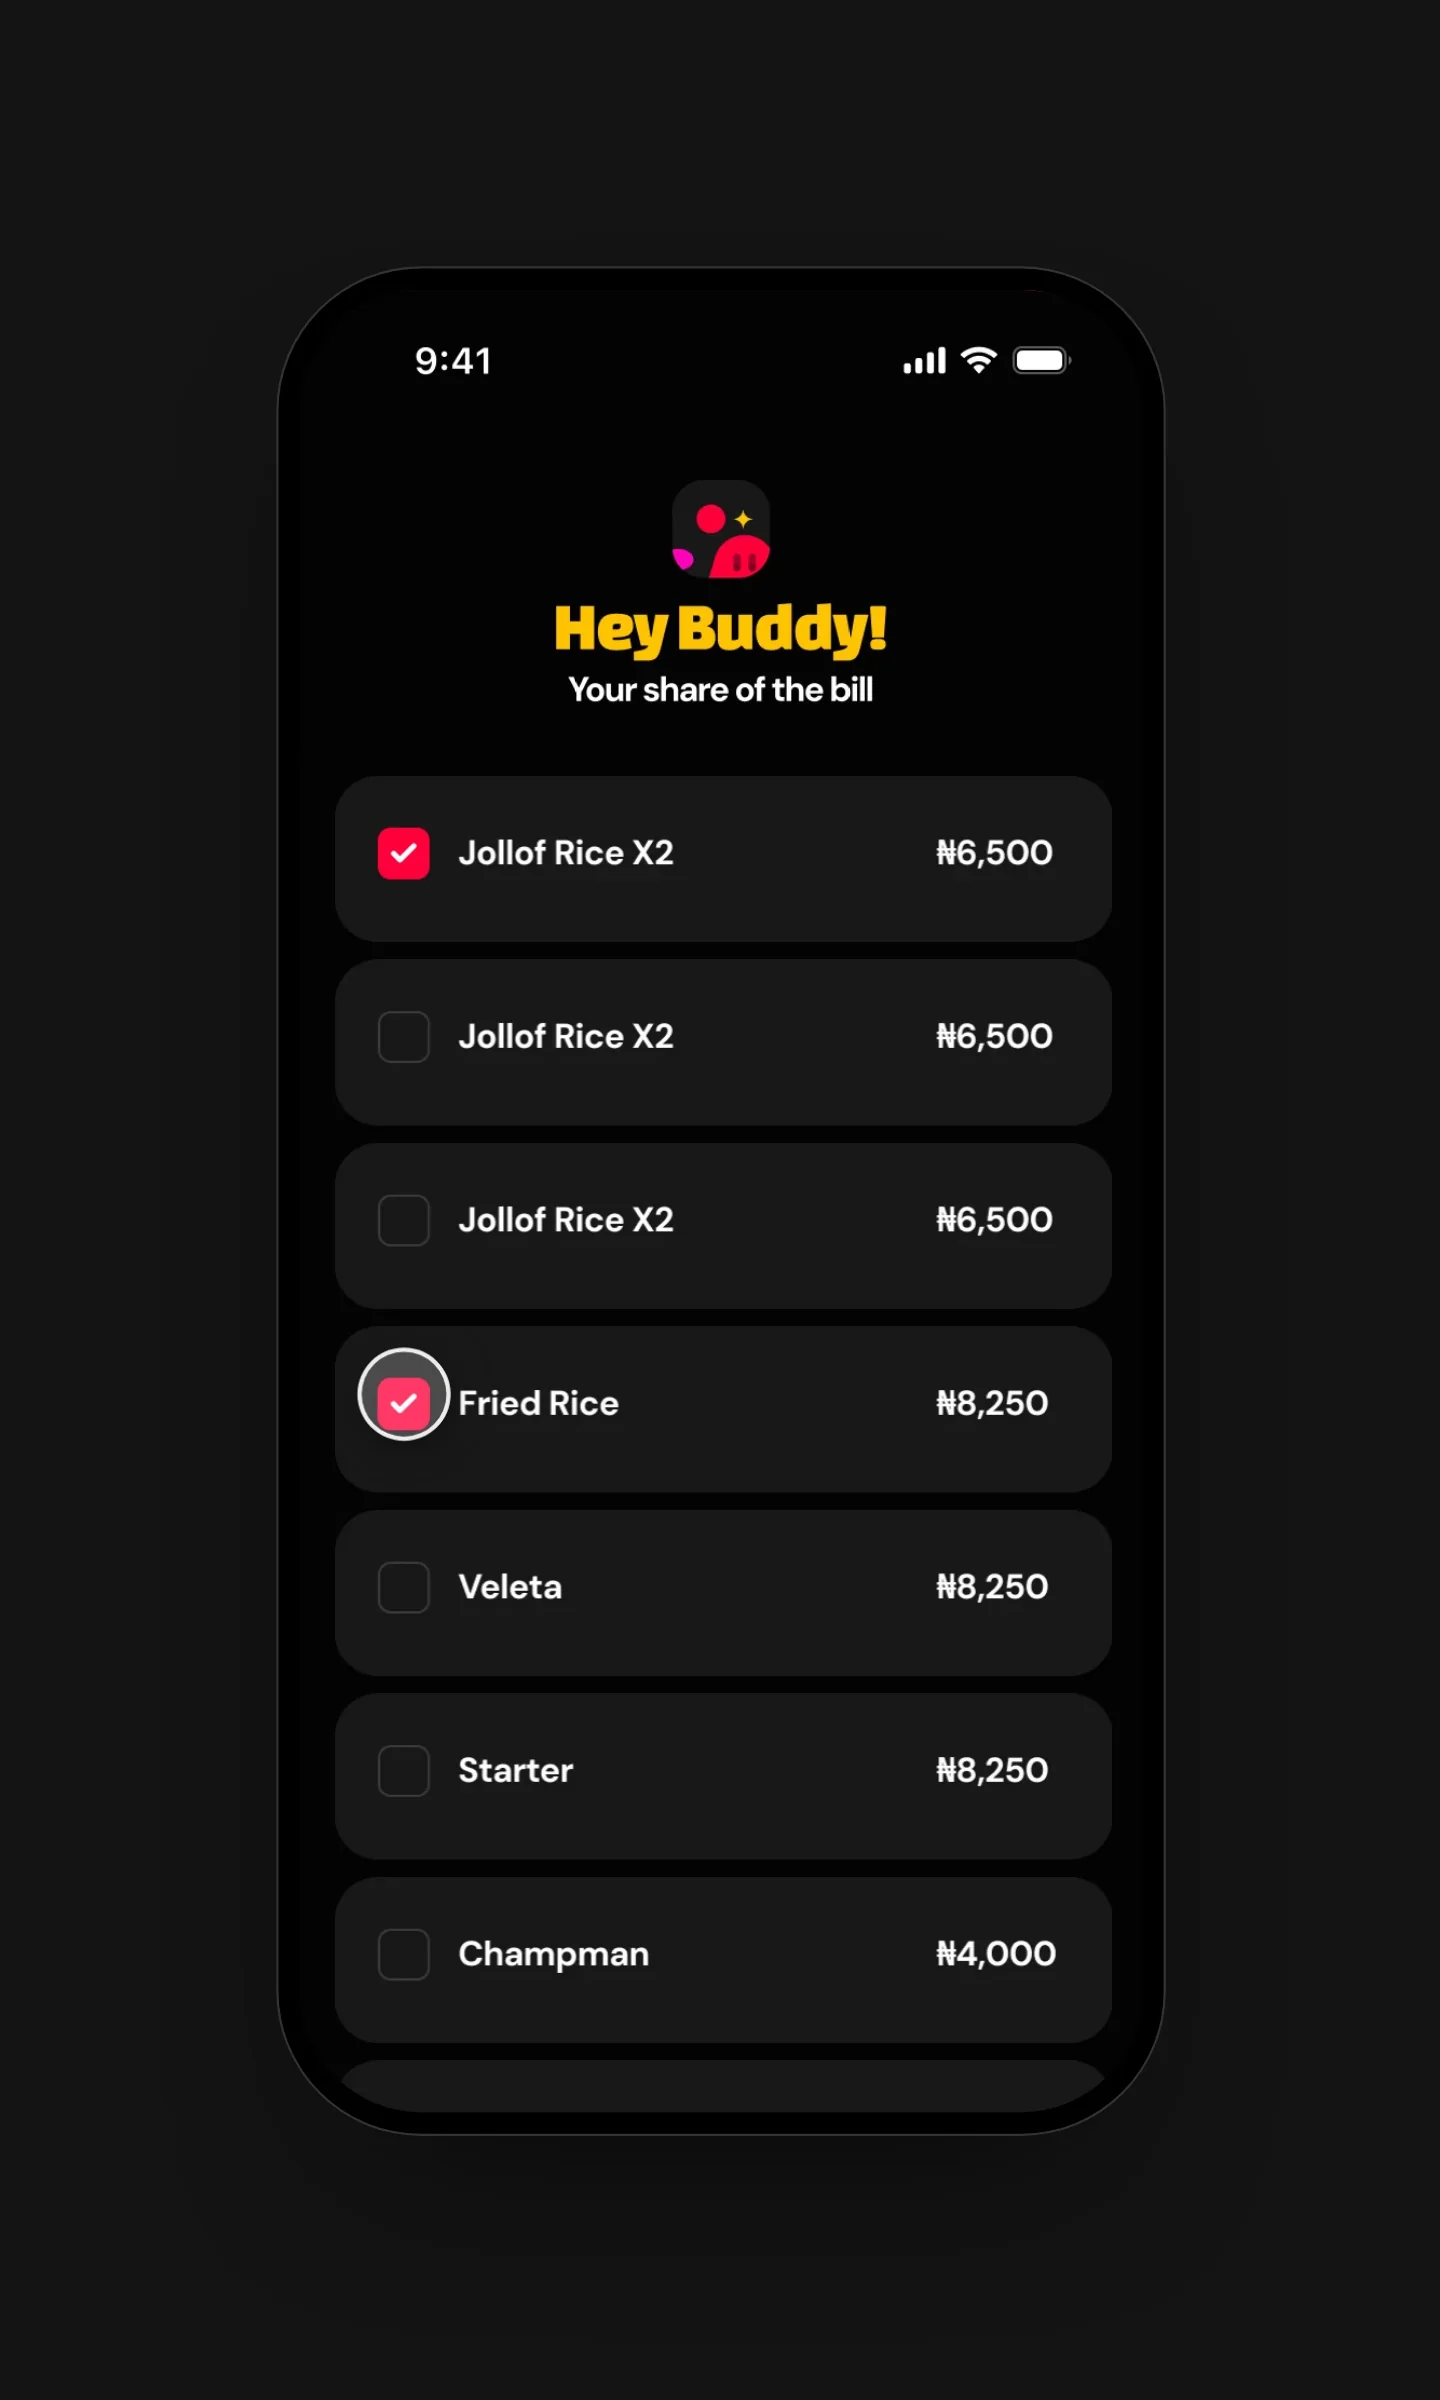 9:41
Hey Buddy!
Your share of the bill
Jollof Rice X2 ₦6,500
Jollof Rice X2 ₦6,500
Jollof Rice X2 ₦6,500
Fried Rice ₦8,250
Veleta ₦8,250
Starter ₦8,250
Champman ₦4,000